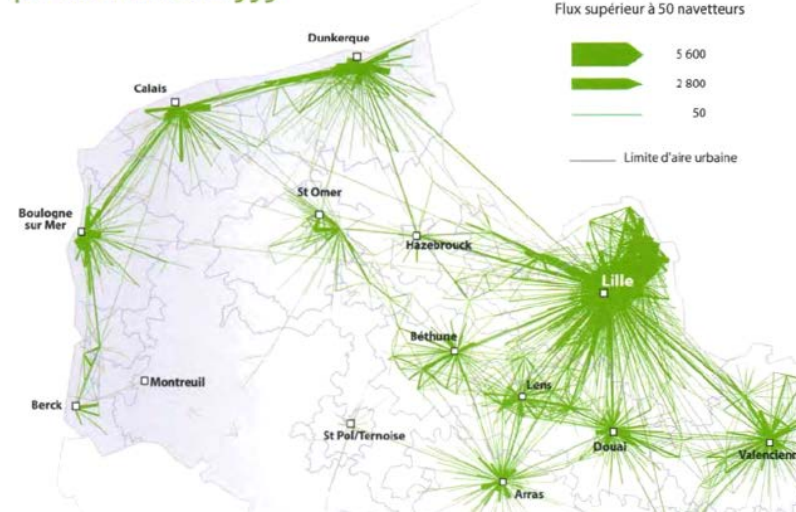 Flux supérieur à 50 navetteurs
5 600
2 800
50
Limite d'aire urbaine
Dunkerque
Calais
St Omer
Boulogne
sur Mer
Hazebrouck
Lille
Béthune
Montreuil
Lens
Berck
St Pol/Ternoise
Douai
Valencienn
Arras